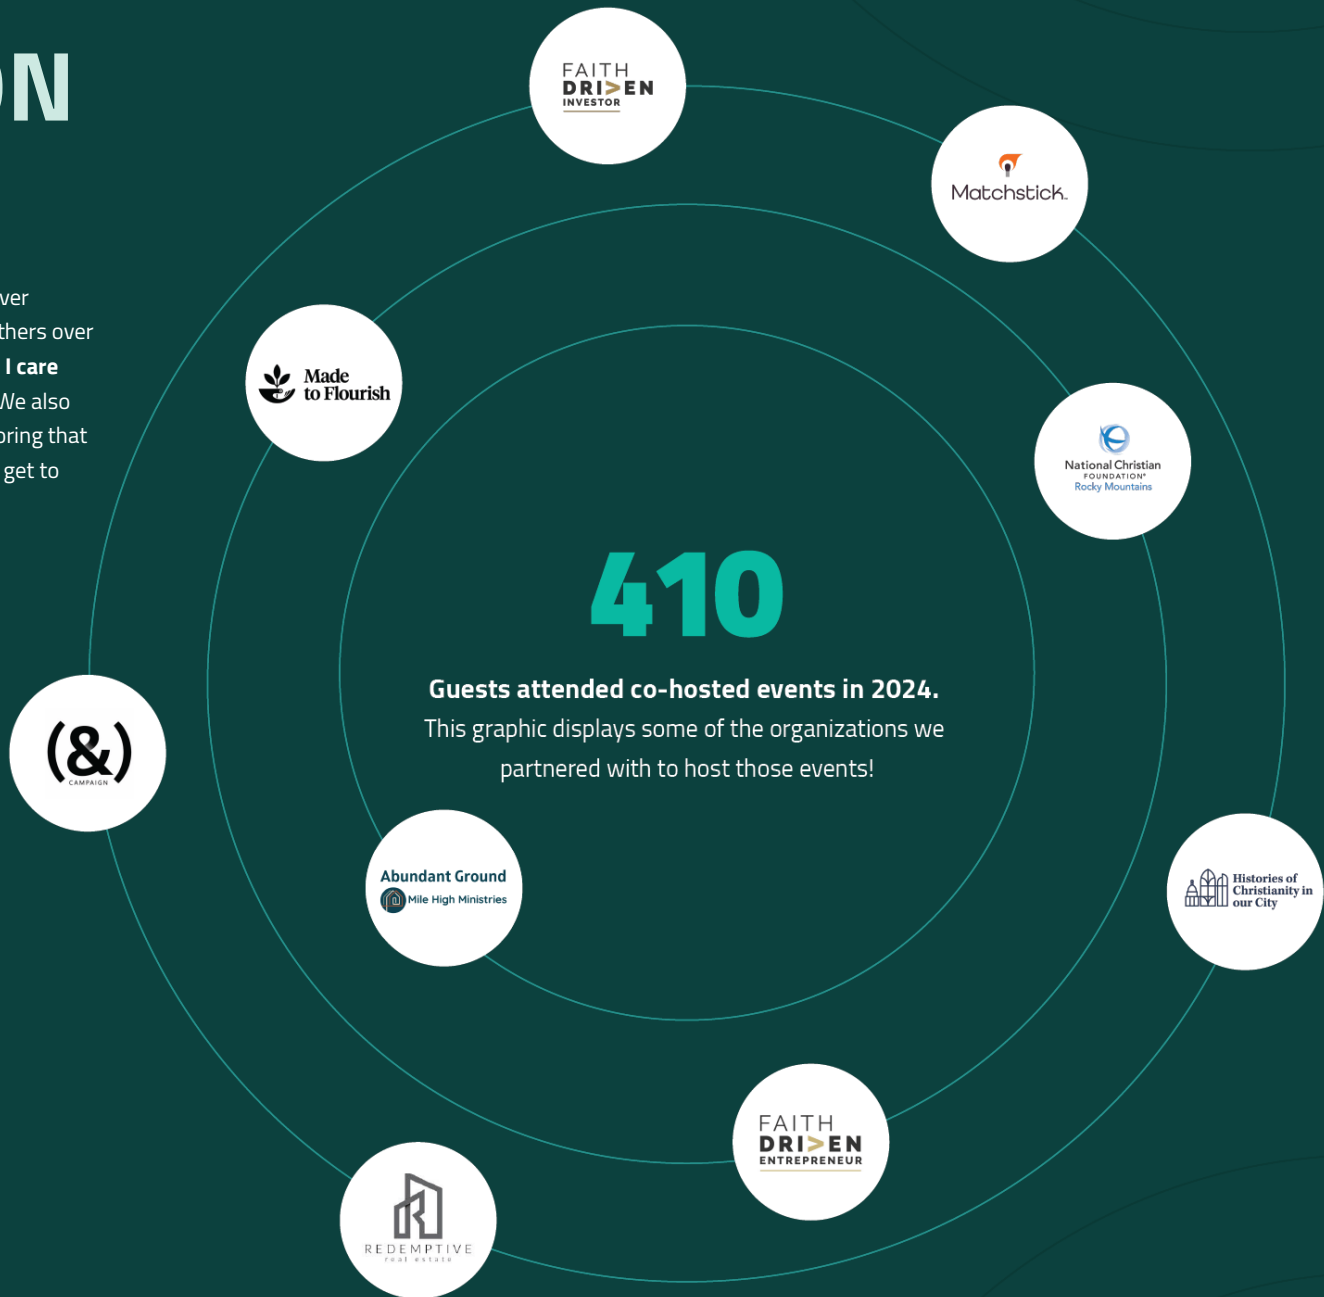 ON
ver
thers over
I care
We also
oring that
get to
FAITH
DRIVEN
INVESTOR
Matchstick™
Made
to Flourish
National Christian
FOUNDATION®
Rocky Mountains
410
Guests attended co-hosted events in 2024.
This graphic displays some of the organizations we
partnered with to host those events!
(&)
CAMPAIGN
Abundant Ground
Mile High Ministries
Histories of
Christianity in
our City
FAITH
DRIVEN
ENTREPRENEUR
REDEMPTIVE
real estate